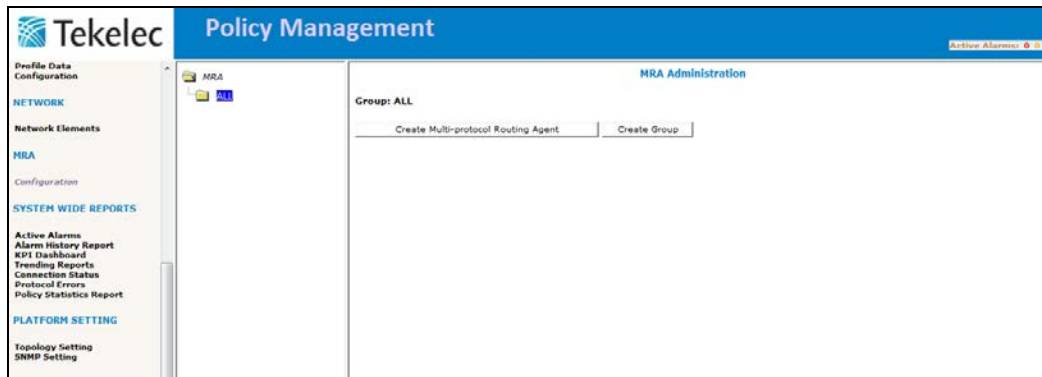 Tekelec
Policy Management
Active Alarms: 0
Profile Data
Configuration
NETWORK
Network Elements
MRA
Configuration
SYSTEM WIDE REPORTS
Active Alarms
Alarm History Report
KPI Dashboard
Trending Reports
Connection Status
Protocol Errors
Policy Statistics Report
PLATFORM SETTING
Topology Setting
SNMP Setting
MRA
ALL
MRA Administration
Group: ALL
Create Multi-protocol Routing Agent
Create Group